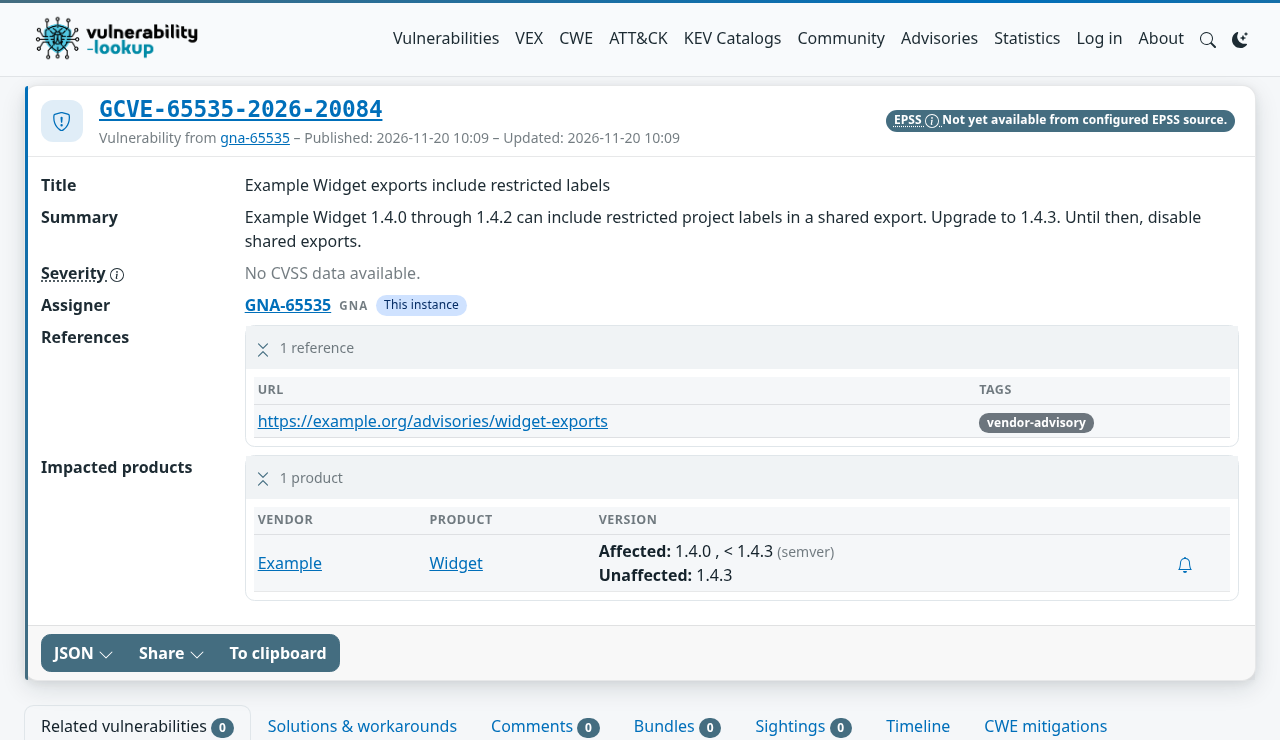 vulnerability
-lookup
Vulnerabilities VEX CWE ATT&CK KEV Catalogs Community Advisories Statistics Log in About
GCVE-65535-2026-20084
Vulnerability from gna-65535 – Published: 2026-11-20 10:09 – Updated: 2026-11-20 10:09
EPSS Not yet available from configured EPSS source.
Title Example Widget exports include restricted labels
Summary Example Widget 1.4.0 through 1.4.2 can include restricted project labels in a shared export. Upgrade to 1.4.3. Until then, disable
shared exports.
Severity No CVSS data available.
Assigner GNA-65535 GNA This instance
References 1 reference
URL TAGS
https://example.org/advisories/widget-exports vendor-advisory
Impacted products 1 product
VENDOR PRODUCT VERSION
Example Widget Affected: 1.4.0 , < 1.4.3 (semver)
Unaffected: 1.4.3
JSON Share To clipboard
Related vulnerabilities 0 Solutions & workarounds Comments 0 Bundles 0 Sightings 0 Timeline CWE mitigations